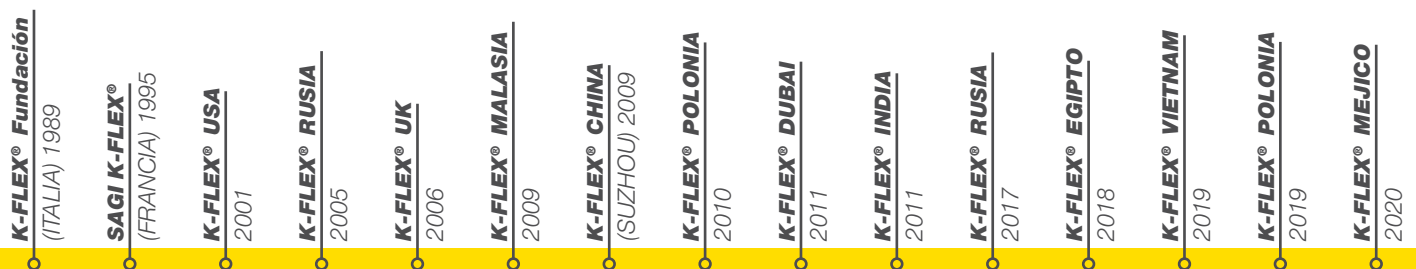 K-FLEX® Fundación
(ITALIA) 1989
SAGI K-FLEX®
(FRANCIA) 1995
K-FLEX® USA
2001
K-FLEX® RUSIA
2005
K-FLEX® UK
2006
K-FLEX® MALASIA
2009
K-FLEX® CHINA
(SUZHOU) 2009
K-FLEX® POLONIA
2010
K-FLEX® DUBAI
2011
K-FLEX® INDIA
2011
K-FLEX® RUSIA
2017
K-FLEX® EGIPTO
2018
K-FLEX® VIETNAM
2019
K-FLEX® POLONIA
2019
K-FLEX® MEJICO
2020